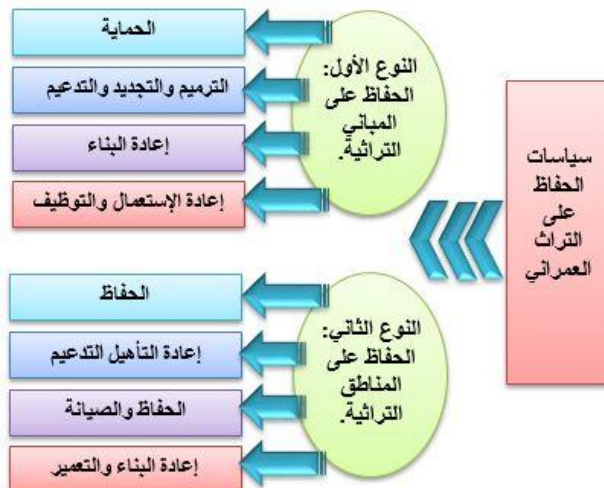 سياسات
الحفاظ
على
التراث
العمراني
النوع الأول:
الحفاظ على
المباني
التراثية.
الحماية
الترميم والتجديد والتدعيم
إعادة البناء
إعادة الإستعمال والتوظيف
النوع الثاني:
الحفاظ على
المناطق
التراثية.
الحفاظ
إعادة التأهيل التدعيم
الحفاظ والصيانة
إعادة البناء والتعمير